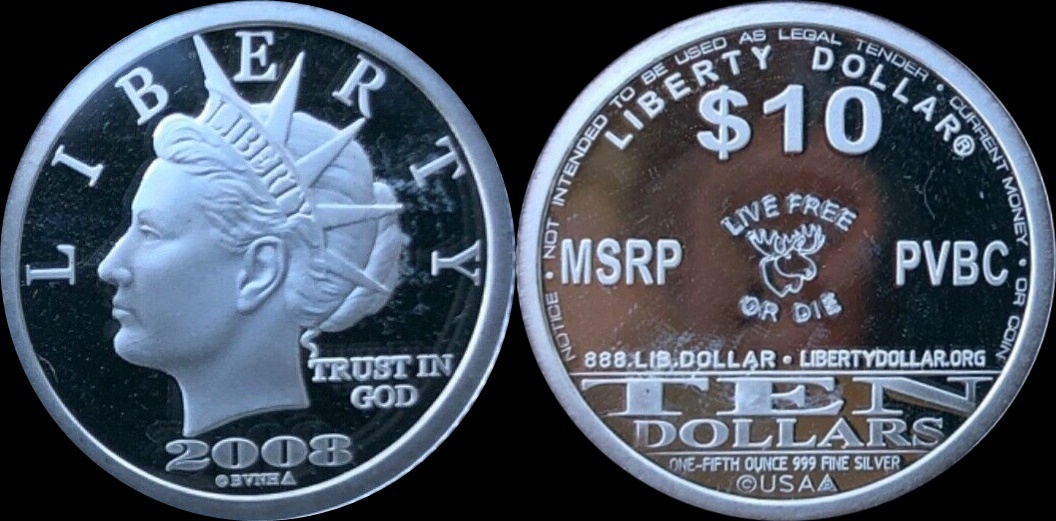 LIBERTY
LIBERTY
TRUST IN
GOD
2008
©BVNH
NOTICE • NOT INTENDED TO BE USED AS LEGAL TENDER • CURRENT MONEY • OR COIN
LIBERTY DOLLAR®
$10
LIVE FREE
MSRP
PVBC
OR DIE
888.LIB.DOLLAR • LIBERTYDOLLAR.ORG
TEN
DOLLARS
ONE-FIFTH OUNCE 999 FINE SILVER
©USA